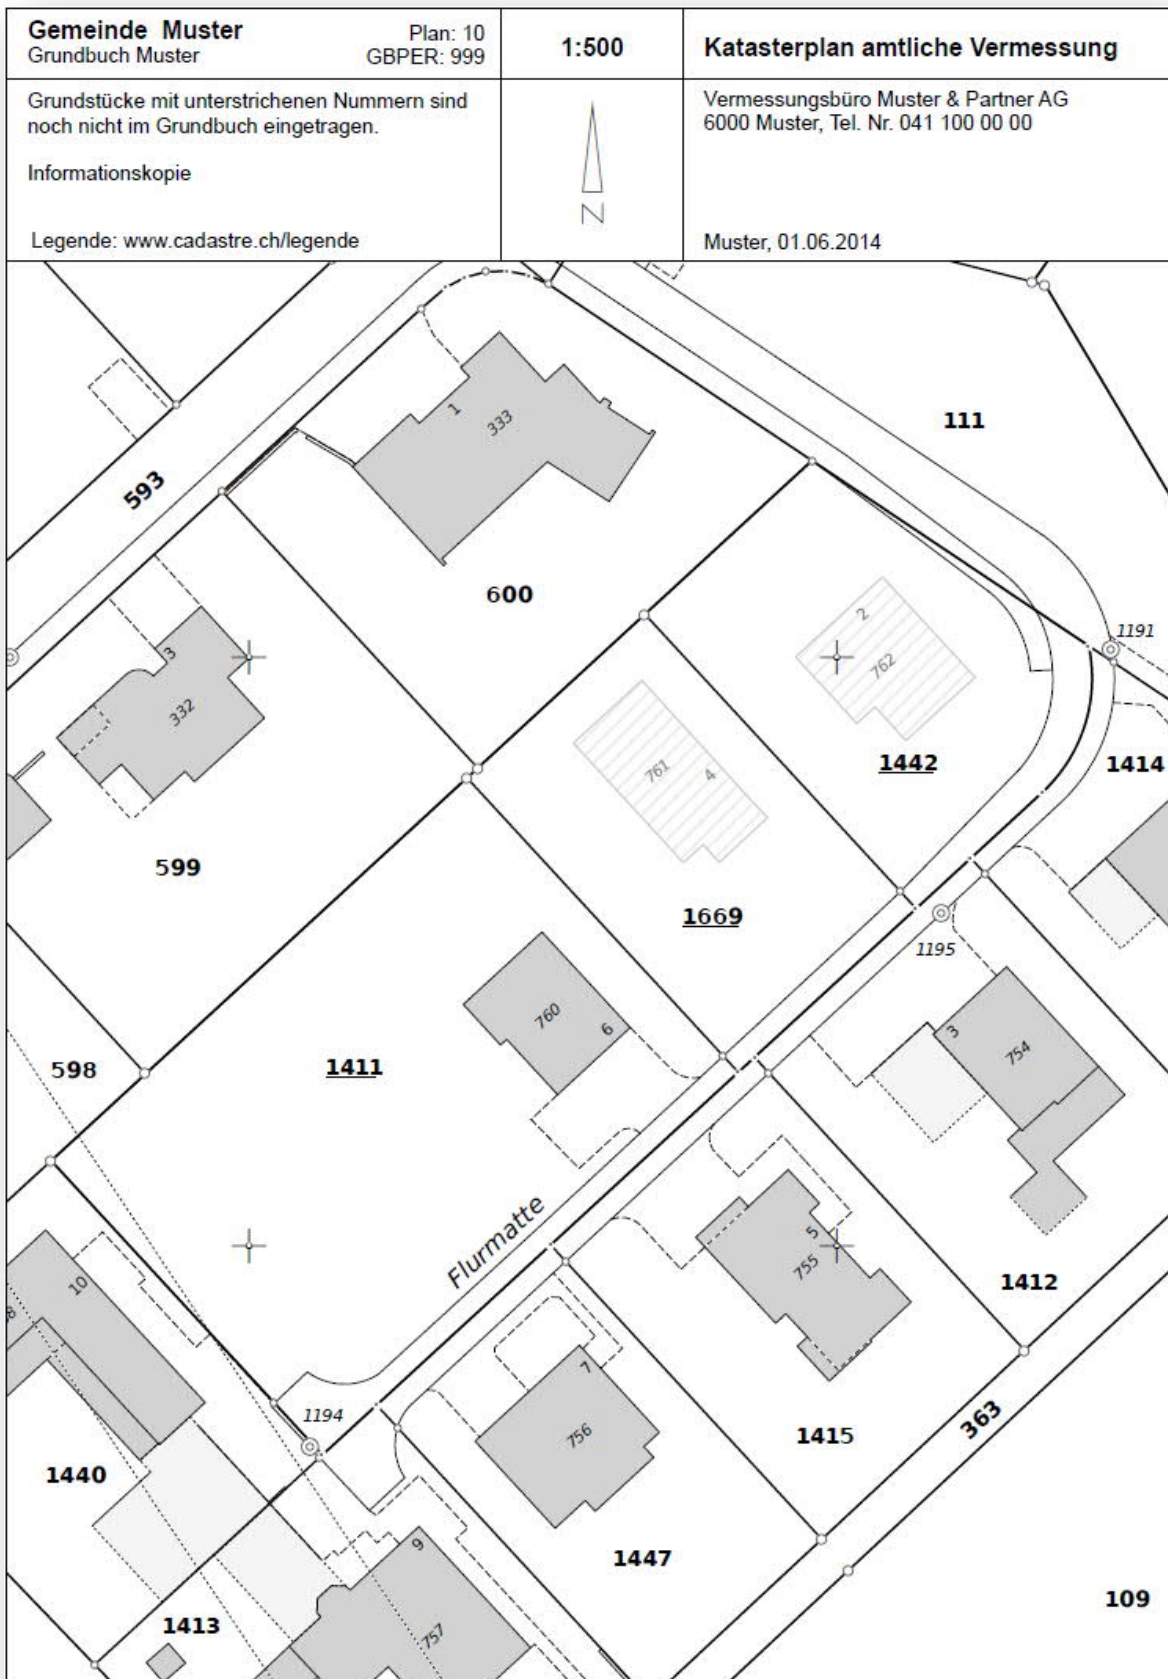 Gemeinde Muster
Plan: 10
Grundbuch Muster
GBPER: 999
1:500
Katasterplan amtliche Vermessung
Grundstücke mit unterstrichenen Nummern sind
noch nicht im Grundbuch eingetragen.
Informationskopie
Legende: www.cadastre.ch/legende
N
Vermessungsbüro Muster & Partner AG
6000 Muster, Tel. Nr. 041 100 00 00
Muster, 01.06.2014
1
333
111
593
600
2
762
1191
3
332
761
4
1442
1414
599
1669
1195
760
6
3
754
598
1411
Flurmatte
5
755
1412
10
7
756
1194
363
1415
1440
9
1447
757
109
1413